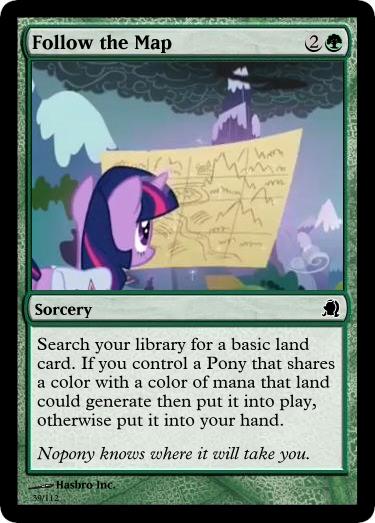 Follow the Map 2
Sorcery
Search your library for a basic land
card. If you control a Pony that shares
a color with a color of mana that land
could generate then put it into play,
otherwise put it into your hand.
Nopony knows where it will take you.
Hasbro Inc.
39/112